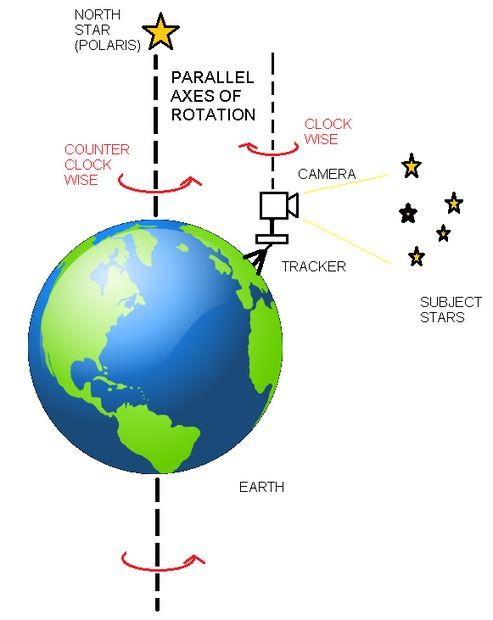 NORTH
STAR
(POLARIS)
PARALLEL
AXES OF
ROTATION
COUNTER
CLOCK
WISE
CLOCK
WISE
CAMERA
TRACKER
SUBJECT
STARS
EARTH